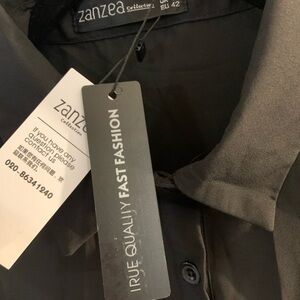 zanzea
Collection
EU 42
zanzea
Collection
If you have any
question please
contact us
020-86341240
TRUE QUALITY FAST FASHION